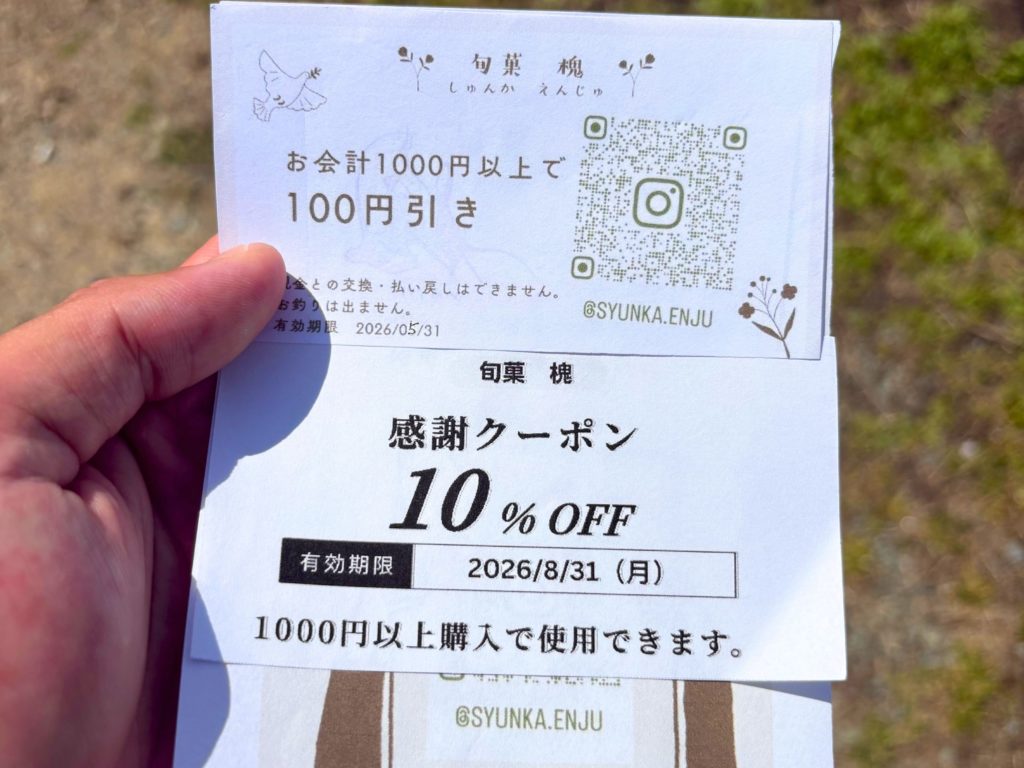 旬菓　槐
しゅんか　えんじゅ
お会計1000円以上で
100円引き
金との交換・払い戻しはできません。
お釣りは出ません。
有効期限　2026/05/31
@SYUNKA.ENJU
旬菓　槐
感謝クーポン
10 % OFF
有効期限　2026/8/31（月）
1000円以上購入で使用できます。
@SYUNKA.ENJU